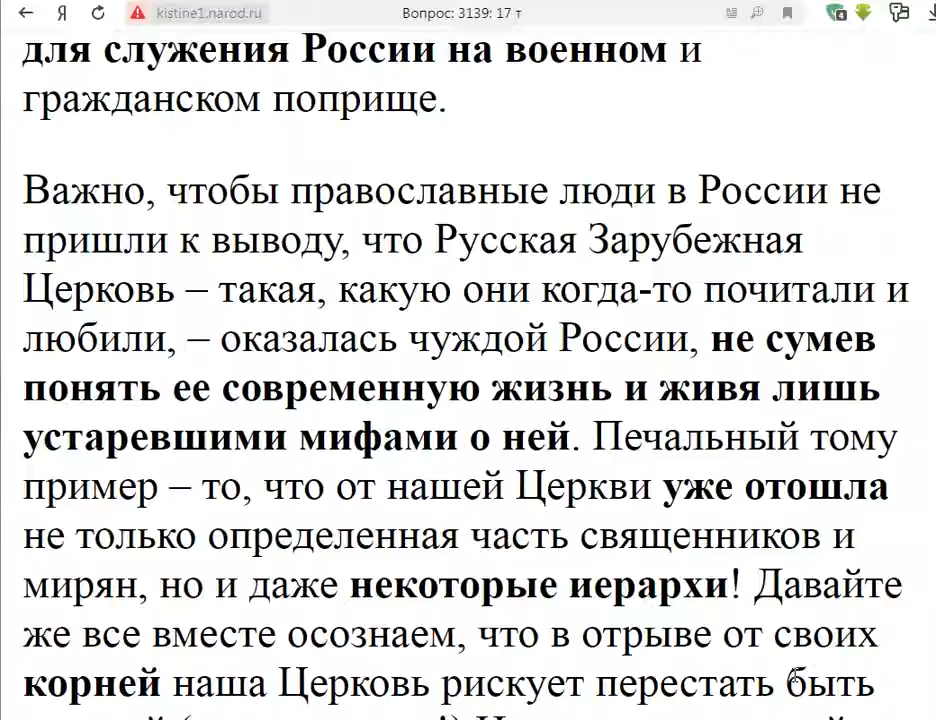 kistine1.narod.ru
Вопрос: 3139: 17 т
4
для служения России на военном и
гражданском поприще.
Важно, чтобы православные люди в России не
пришли к выводу, что Русская Зарубежная
Церковь – такая, какую они когда-то почитали и
любили, – оказалась чуждой России, не сумев
понять ее современную жизнь и живя лишь
устаревшими мифами о ней. Печальный тому
пример – то, что от нашей Церкви уже отошла
не только определенная часть священников и
мирян, но и даже некоторые иерархи! Давайте
же все вместе осознаем, что в отрыве от своих
корней наша Церковь рискует перестать быть